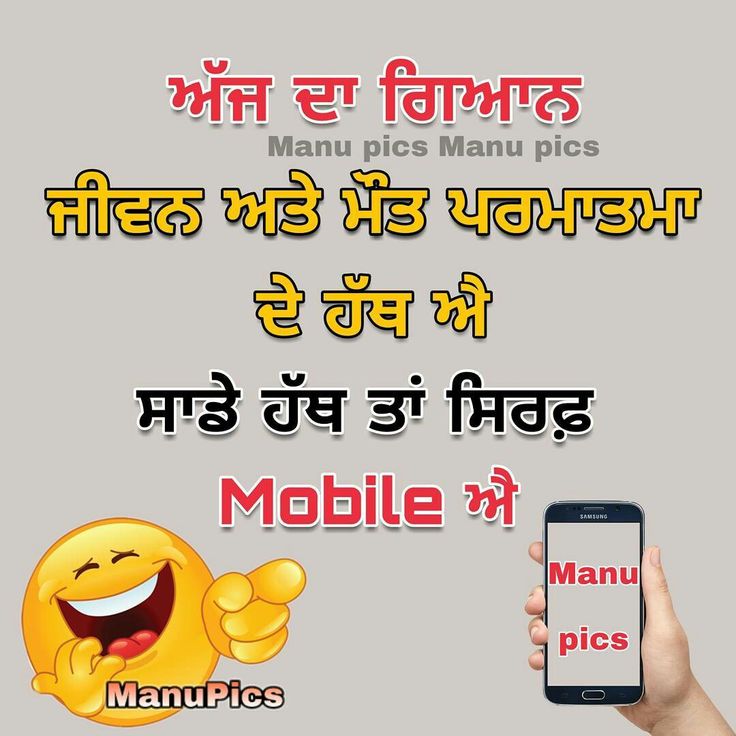 ਅੱਜ ਦਾ ਗਿਆਨ
Manu pics Manu pics
ਜੀਵਨ ਅਤੇ ਮੌਤ ਪਰਮਾਤਮਾ
ਦੇ ਹੱਥ ਐ
ਸਾਡੇ ਹੱਥ ਤਾਂ ਸਿਰਫ਼
Mobile ਐ
SAMSUNG
Manu
pics
ManuPics